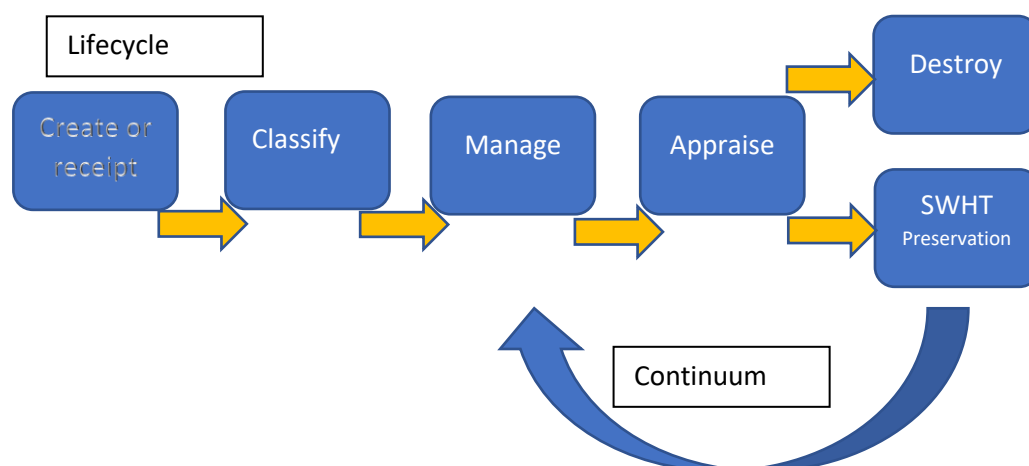 Lifecycle
Create or
receipt
Classify
Manage
Appraise
Destroy
SWHT
Preservation
Continuum